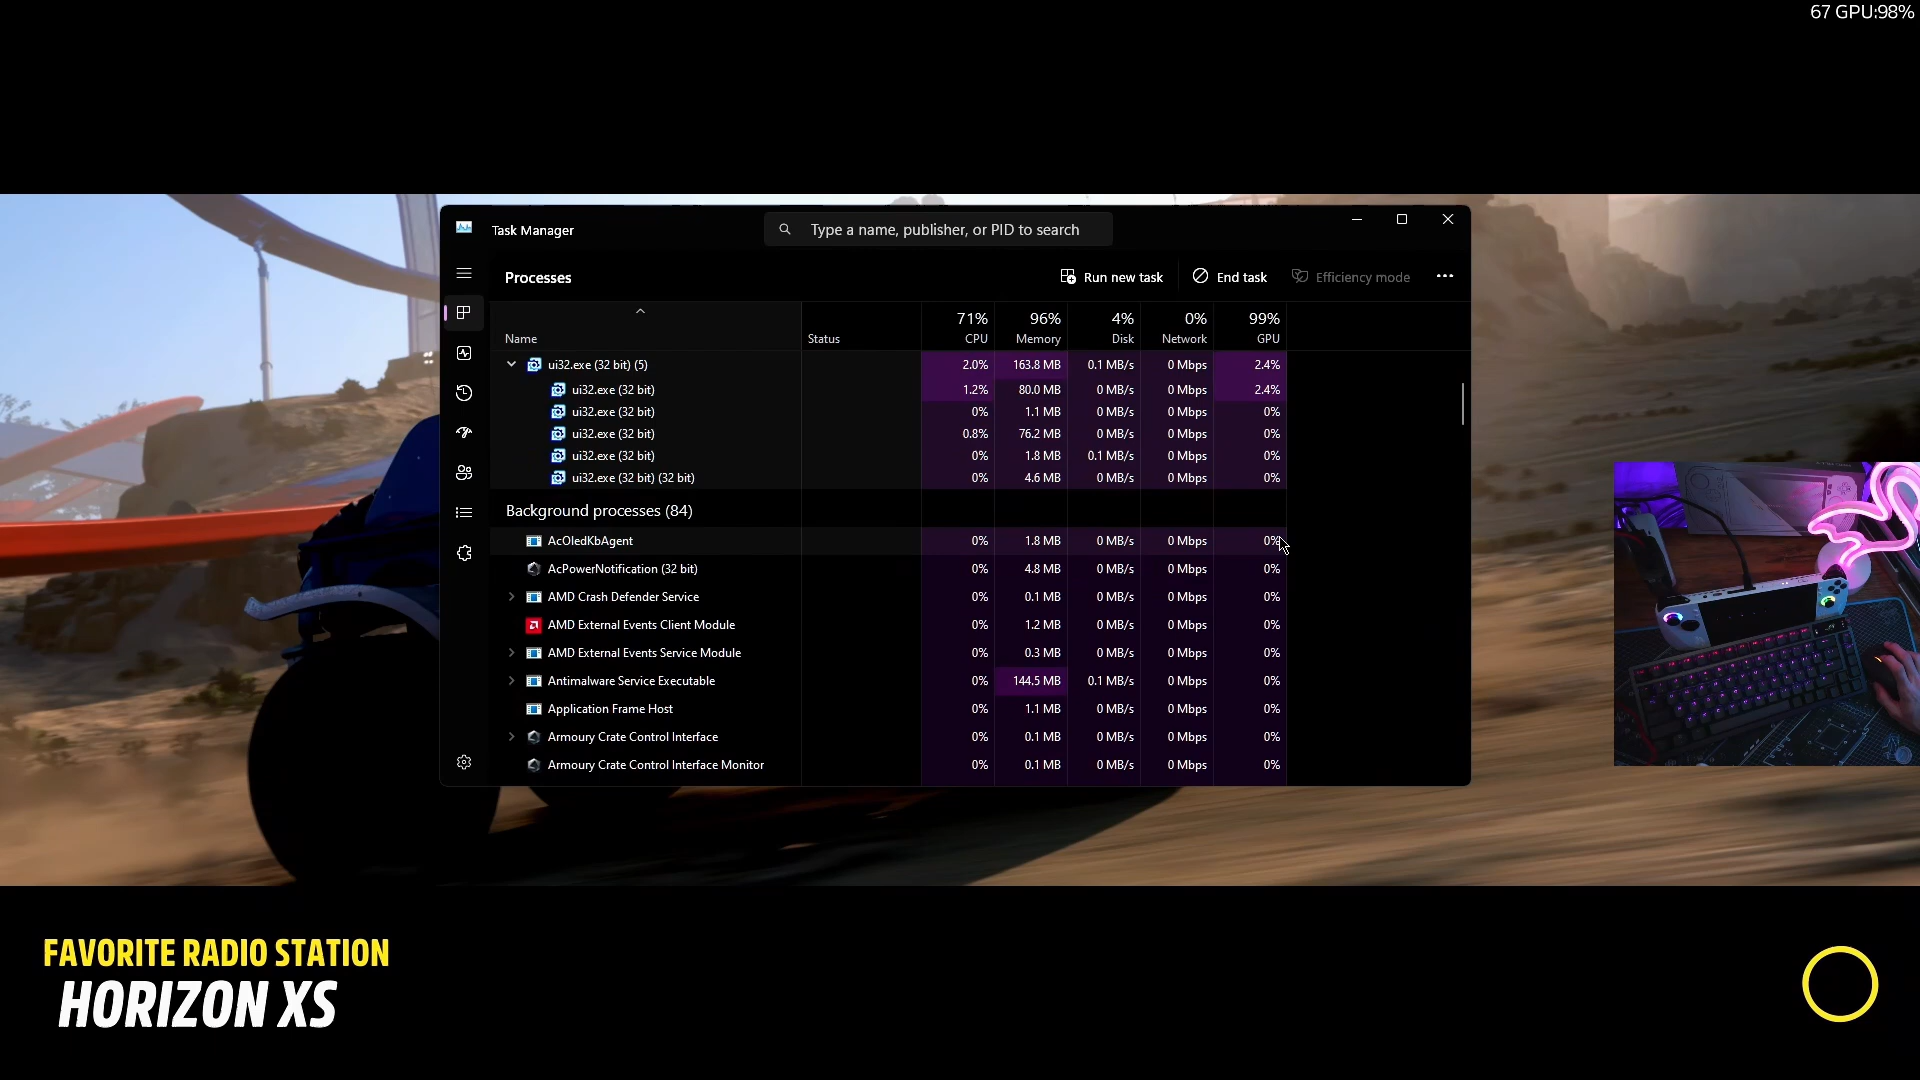 67 GPU:98%
Task Manager
Type a name, publisher, or PID to search
Processes
Run new task
End task
Efficiency mode
71% 96% 4% 0% 99%
Name Status CPU Memory Disk Network GPU
ui32.exe (32 bit) (5) 2.0% 163.8 MB 0.1 MB/s 0 Mbps 2.4%
ui32.exe (32 bit) 1.2% 80.0 MB 0 MB/s 0 Mbps 2.4%
ui32.exe (32 bit) 0% 1.1 MB 0 MB/s 0 Mbps 0%
ui32.exe (32 bit) 0.8% 76.2 MB 0 MB/s 0 Mbps 0%
ui32.exe (32 bit) 0% 1.8 MB 0.1 MB/s 0 Mbps 0%
ui32.exe (32 bit) (32 bit) 0% 4.6 MB 0 MB/s 0 Mbps 0%
Background processes (84)
AcOledKbAgent 0% 1.8 MB 0 MB/s 0 Mbps 0%
AcPowerNotification (32 bit) 0% 4.8 MB 0 MB/s 0 Mbps 0%
AMD Crash Defender Service 0% 0.1 MB 0 MB/s 0 Mbps 0%
AMD External Events Client Module 0% 1.2 MB 0 MB/s 0 Mbps 0%
AMD External Events Service Module 0% 0.3 MB 0 MB/s 0 Mbps 0%
Antimalware Service Executable 0% 144.5 MB 0.1 MB/s 0 Mbps 0%
Application Frame Host 0% 1.1 MB 0 MB/s 0 Mbps 0%
Armoury Crate Control Interface 0% 0.1 MB 0 MB/s 0 Mbps 0%
Armoury Crate Control Interface Monitor 0% 0.1 MB 0 MB/s 0 Mbps 0%
FAVORITE RADIO STATION
HORIZON XS